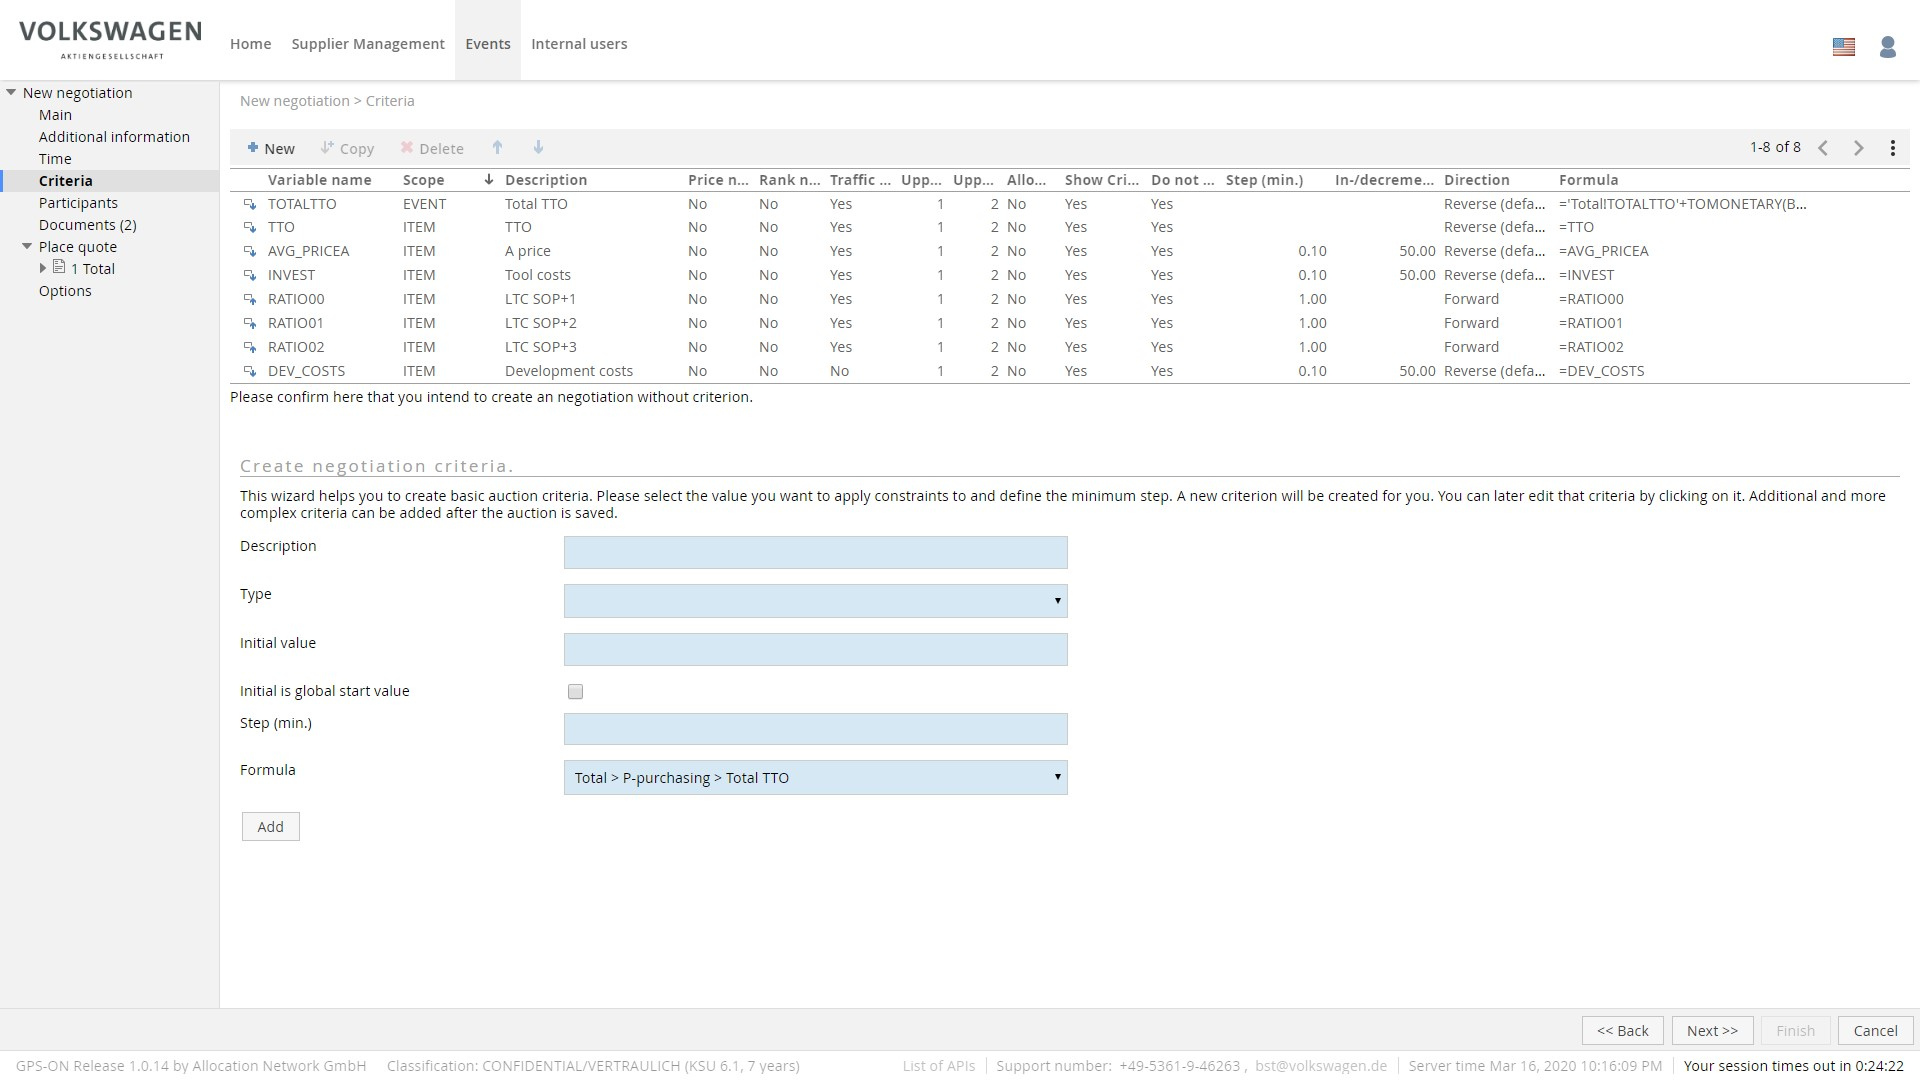 VOLKSWAGEN
AKTIENGESELLSCHAFT
Home Supplier Management Events Internal users
New negotiation
Main
Additional information
Time
Criteria
Participants
Documents (2)
Place quote
1 Total
Options
New negotiation > Criteria
New Copy Delete 1-8 of 8
Variable name Scope Description Price n... Rank n... Traffic ... Upp... Upp... Allo... Show Cri... Do not ... Step (min.) In-/decreme... Direction Formula
TOTALTTO EVENT Total TTO No No Yes 1 2 No Yes Yes Reverse (defa... ='Total!TOTALTTO'+TOMONETARY(B...
TTO ITEM TTO No No Yes 1 2 No Yes Yes Reverse (defa... =TTO
AVG_PRICEA ITEM A price No No Yes 1 2 No Yes Yes 0.10 50.00 Reverse (defa... =AVG_PRICEA
INVEST ITEM Tool costs No No Yes 1 2 No Yes Yes 0.10 50.00 Reverse (defa... =INVEST
RATIO00 ITEM LTC SOP+1 No No Yes 1 2 No Yes Yes 1.00 Forward =RATIO00
RATIO01 ITEM LTC SOP+2 No No Yes 1 2 No Yes Yes 1.00 Forward =RATIO01
RATIO02 ITEM LTC SOP+3 No No Yes 1 2 No Yes Yes 1.00 Forward =RATIO02
DEV_COSTS ITEM Development costs No No No 1 2 No Yes Yes 0.10 50.00 Reverse (defa... =DEV_COSTS
Please confirm here that you intend to create an negotiation without criterion.
Create negotiation criteria.
This wizard helps you to create basic auction criteria. Please select the value you want to apply constraints to and define the minimum step. A new criterion will be created for you. You can later edit that criteria by clicking on it. Additional and more
complex criteria can be added after the auction is saved.
Description
Type
Initial value
Initial is global start value
Step (min.)
Formula Total > P-purchasing > Total TTO
Add
<< Back Next >> Finish Cancel
GPS-ON Release 1.0.14 by Allocation Network GmbH Classification: CONFIDENTIAL/VERTRAULICH (KSU 6.1, 7 years) List of APIs Support number: +49-5361-9-46263 , bst@volkswagen.de Server time Mar 16, 2020 10:16:09 PM Your session times out in 0:24:22